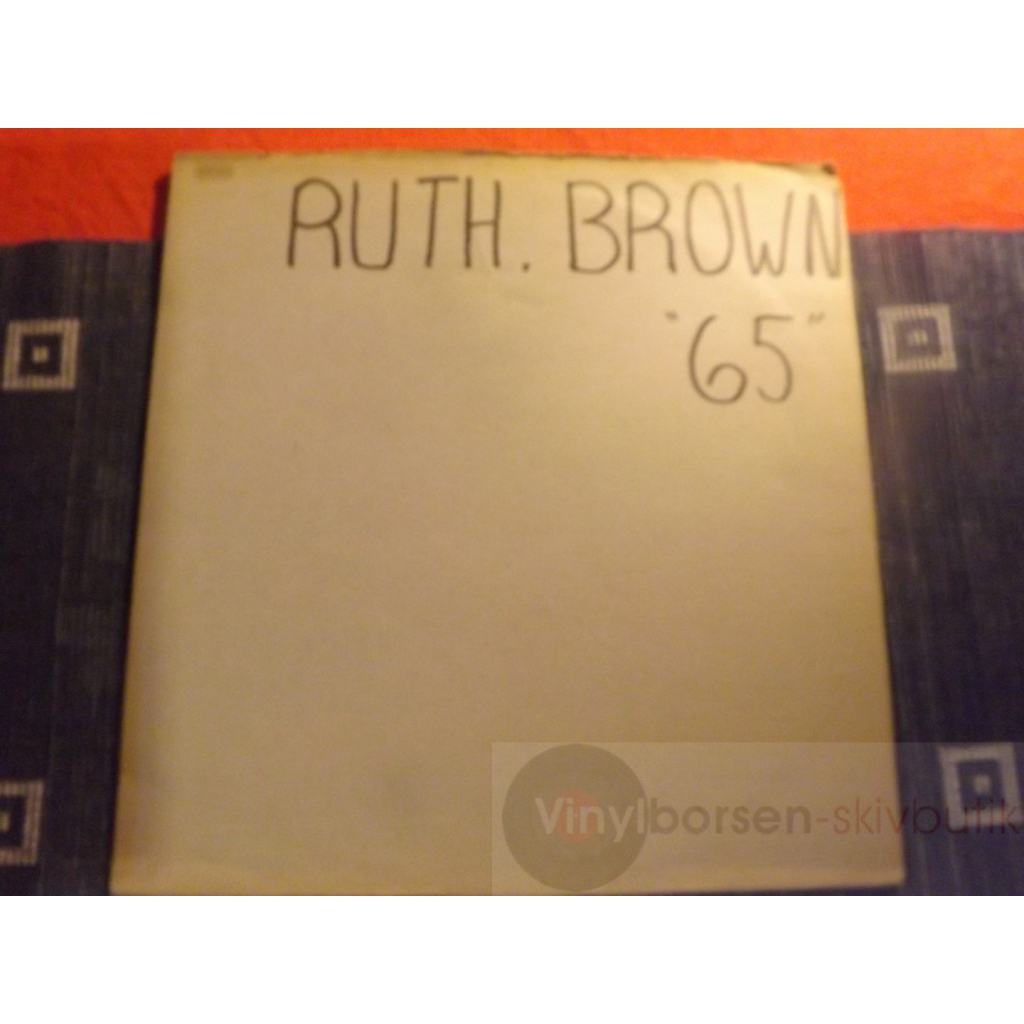 RUTH. BROWN
"65"
Vinylborsen-skivbutik